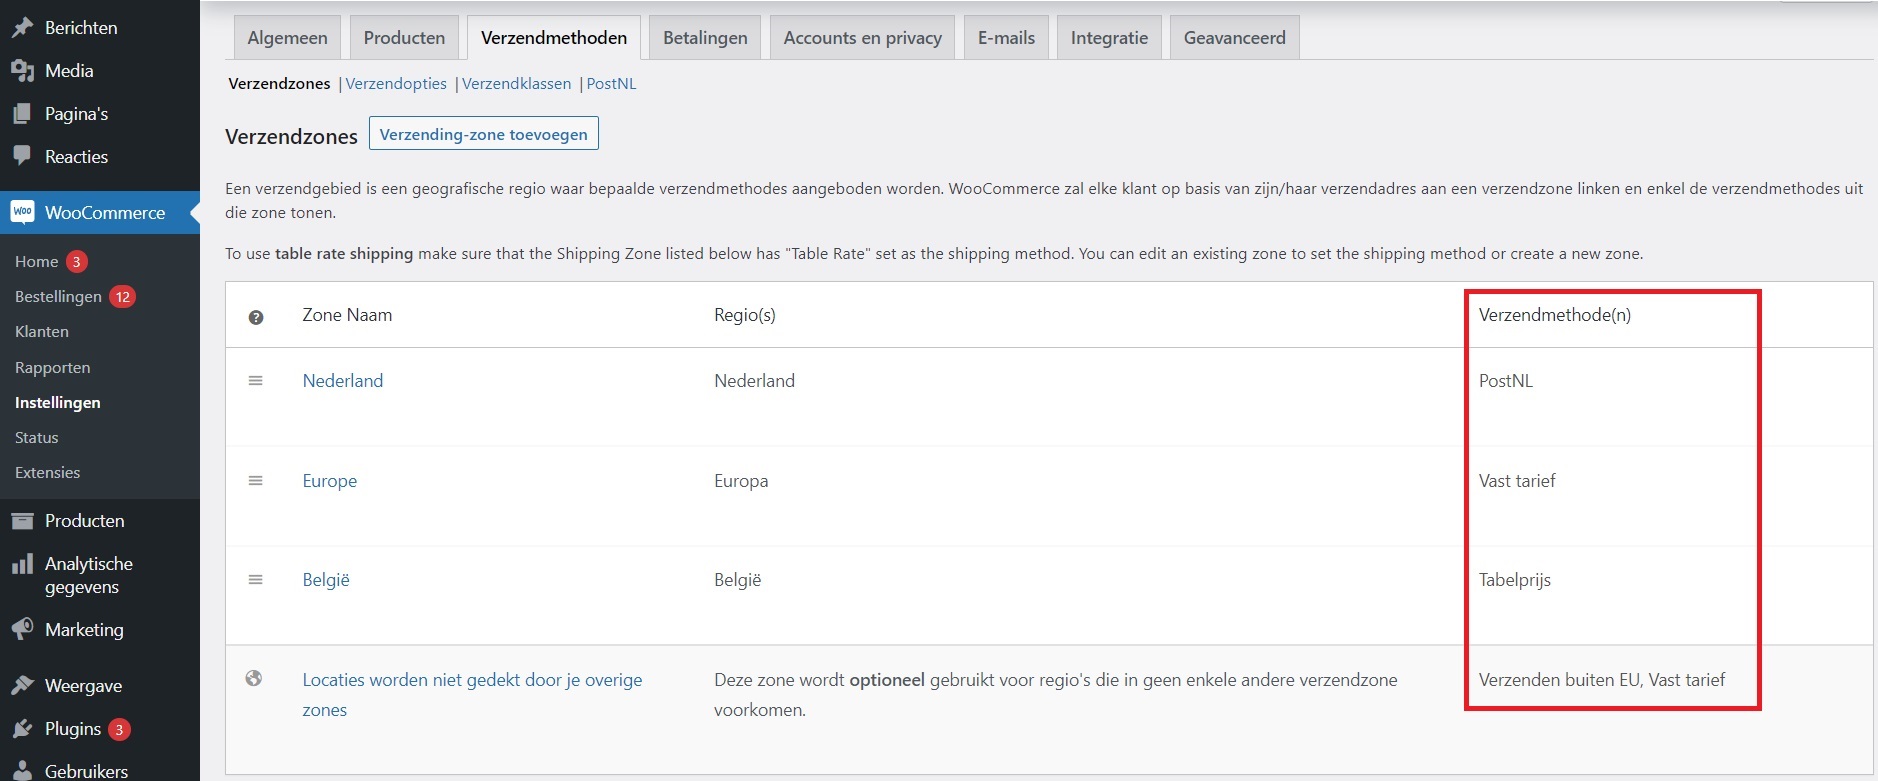 Berichten
Media
Pagina's
Reacties
WooCommerce
Home 3
Bestellingen 12
Klanten
Rapporten
Instellingen
Status
Extensies
Producten
Analytische
gegevens
Marketing
Weergave
Plugins 3
Gebruikers
Algemeen Producten Verzendmethoden Betalingen Accounts en privacy E-mails Integratie Geavanceerd
Verzendzones | Verzendopties | Verzendklassen | PostNL
Verzendzones Verzending-zone toevoegen
Een verzendgebied is een geografische regio waar bepaalde verzendmethodes aangeboden worden. WooCommerce zal elke klant op basis van zijn/haar verzendadres aan een verzendzone linken en enkel de verzendmethodes uit
die zone tonen.
To use table rate shipping make sure that the Shipping Zone listed below has "Table Rate" set as the shipping method. You can edit an existing zone to set the shipping method or create a new zone.
? Zone Naam Regio(s) Verzendmethode(n)
Nederland Nederland PostNL
Europe Europa Vast tarief
België België Tabelprijs
Locaties worden niet gedekt door je overige Deze zone wordt optioneel gebruikt voor regio's die in geen enkele andere verzendzone Verzenden buiten EU, Vast tarief
zones voorkomen.